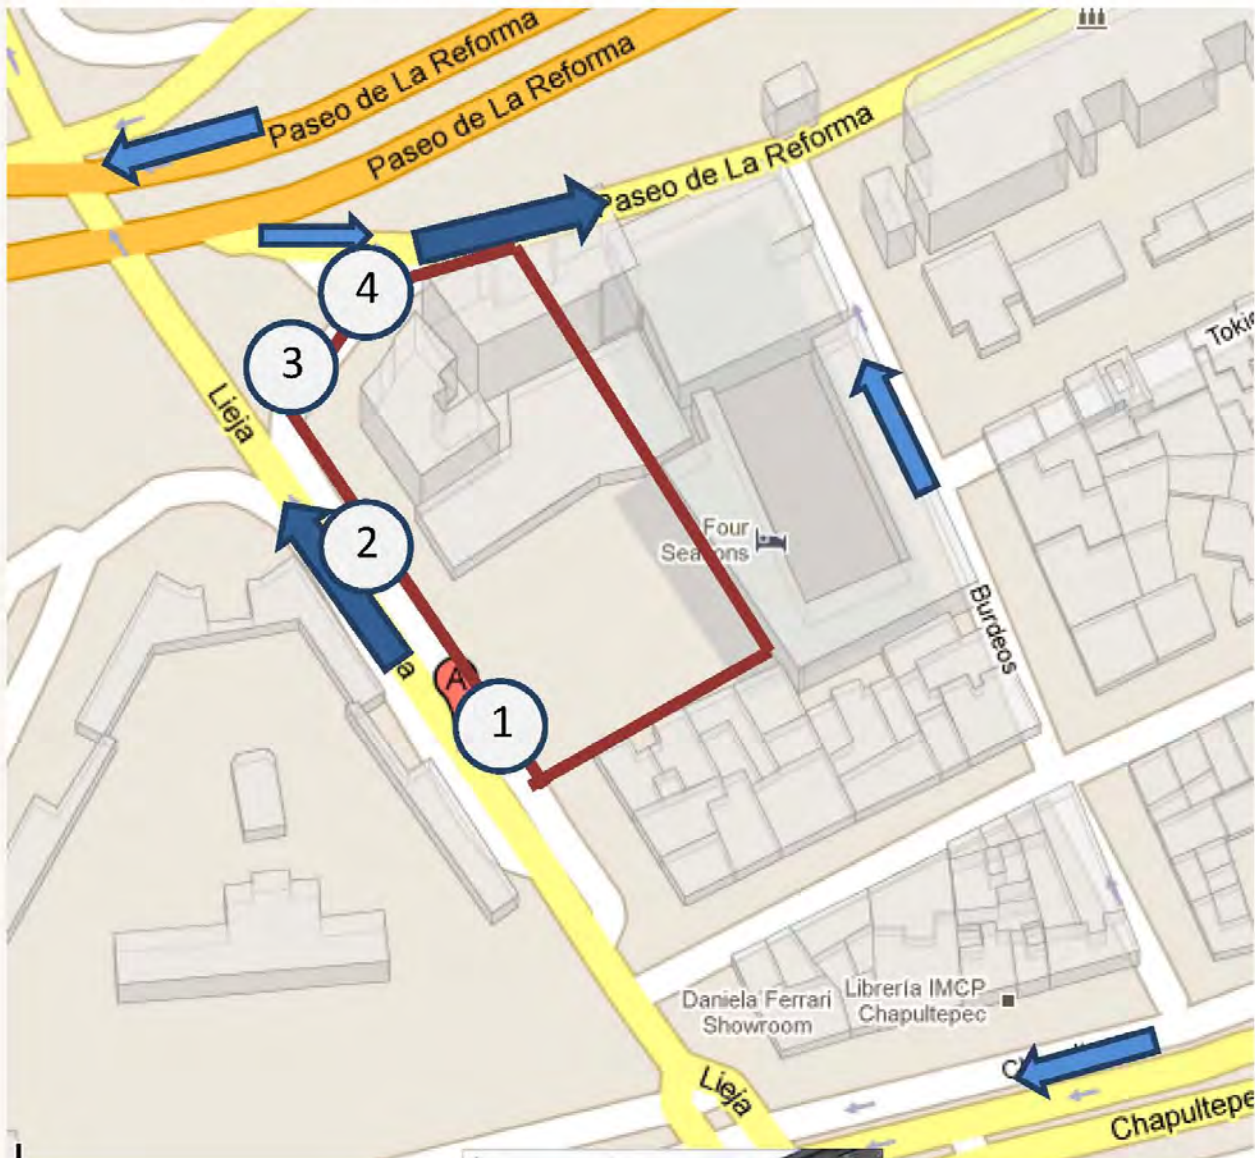 Paseo de La Reforma
Paseo de La Reforma
Paseo de La Reforma
4
3
Tokio
Lieja
2
Four
Seasons
Burdeos
A
a
1
Daniela Ferrari
Showroom
Librería IMCP
Chapultepec
Lieja
Chapultepe